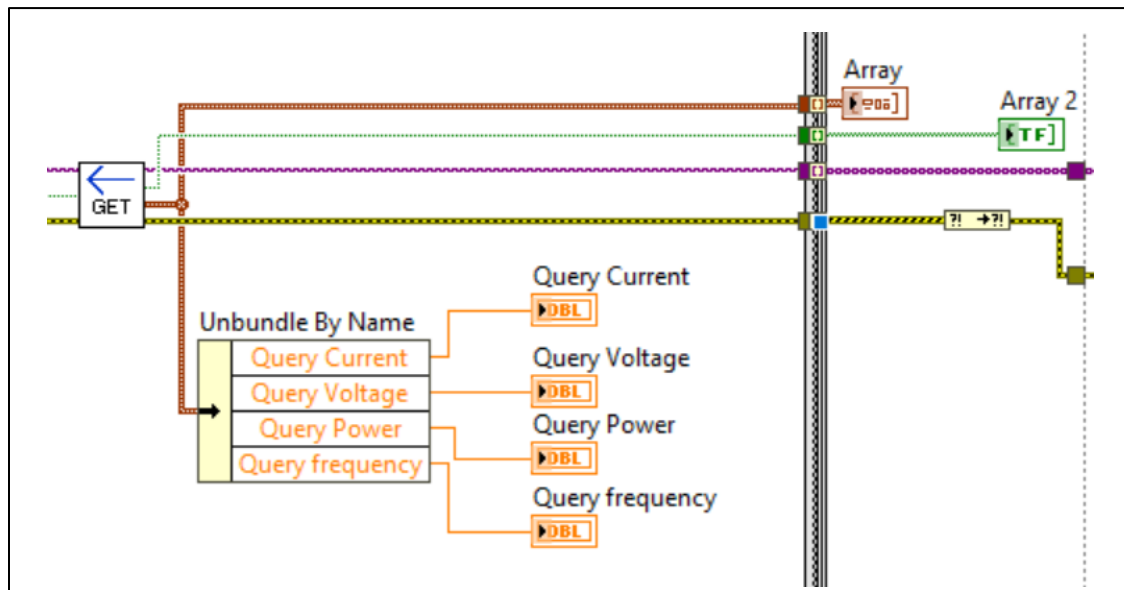 Array
Array 2
TF
GET
?! →?!
Query Current
DBL
Unbundle By Name
Query Current
Query Voltage
Query Voltage
DBL
Query Power
Query Power
DBL
Query frequency
Query frequency
DBL